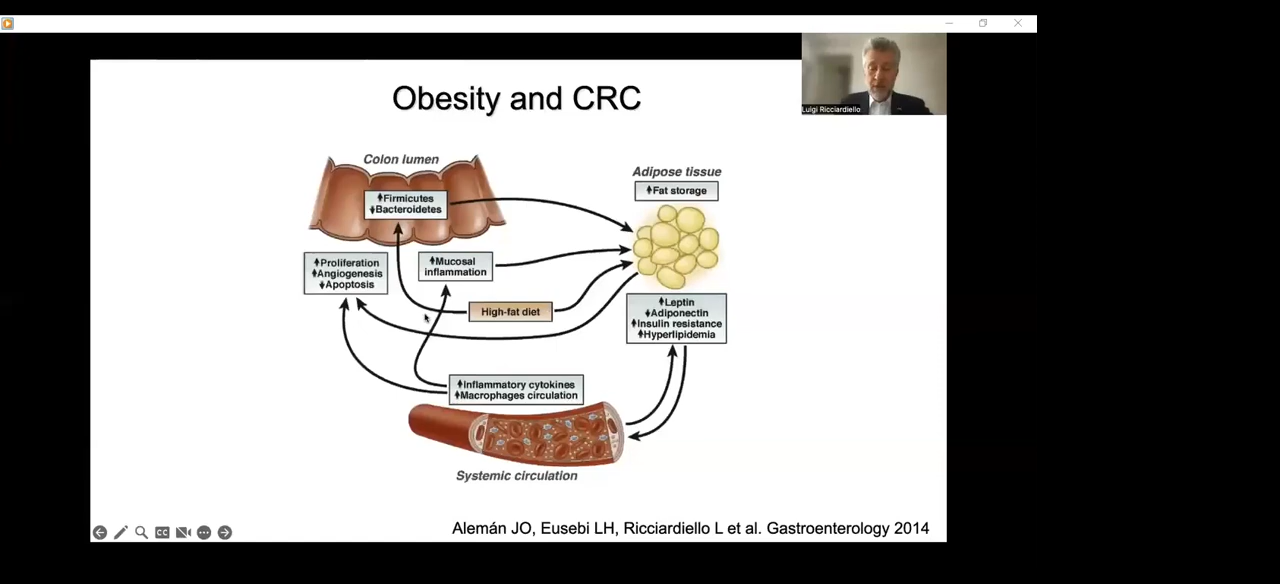 Luigi Ricciardiello
Obesity and CRC
Colon lumen
↑Firmicutes
↓Bacteroidetes
Adipose tissue
↑Fat storage
↑Proliferation
↑Angiogenesis
↓Apoptosis
↑Mucosal
inflammation
High-fat diet
↑Leptin
↓Adiponectin
↑Insulin resistance
↑Hyperlipidemia
↑Inflammatory cytokines
↑Macrophages circulation
Systemic circulation
CC
Alemán JO, Eusebi LH, Ricciardiello L et al. Gastroenterology 2014